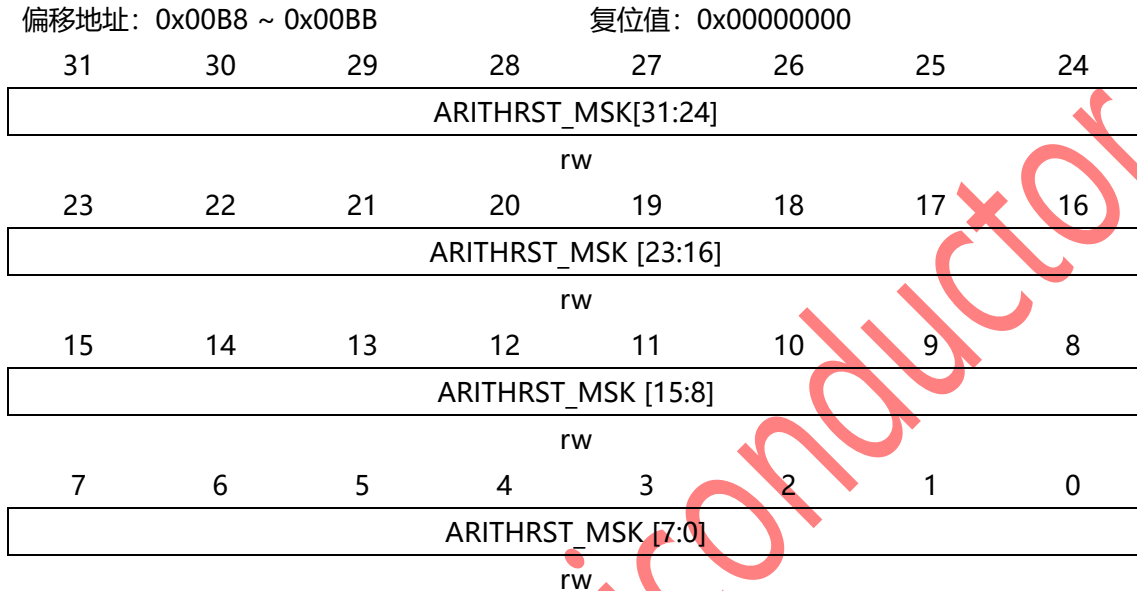 偏移地址：0x00B8 ~ 0x00BB 复位值：0x00000000
31 30 29 28 27 26 25 24
ARITHRST_MSK[31:24]
rw
23 22 21 20 19 18 17 16
ARITHRST_MSK [23:16]
rw
15 14 13 12 11 10 9 8
ARITHRST_MSK [15:8]
rw
7 6 5 4 3 2 1 0
ARITHRST_MSK [7:0]
rw
iconductor